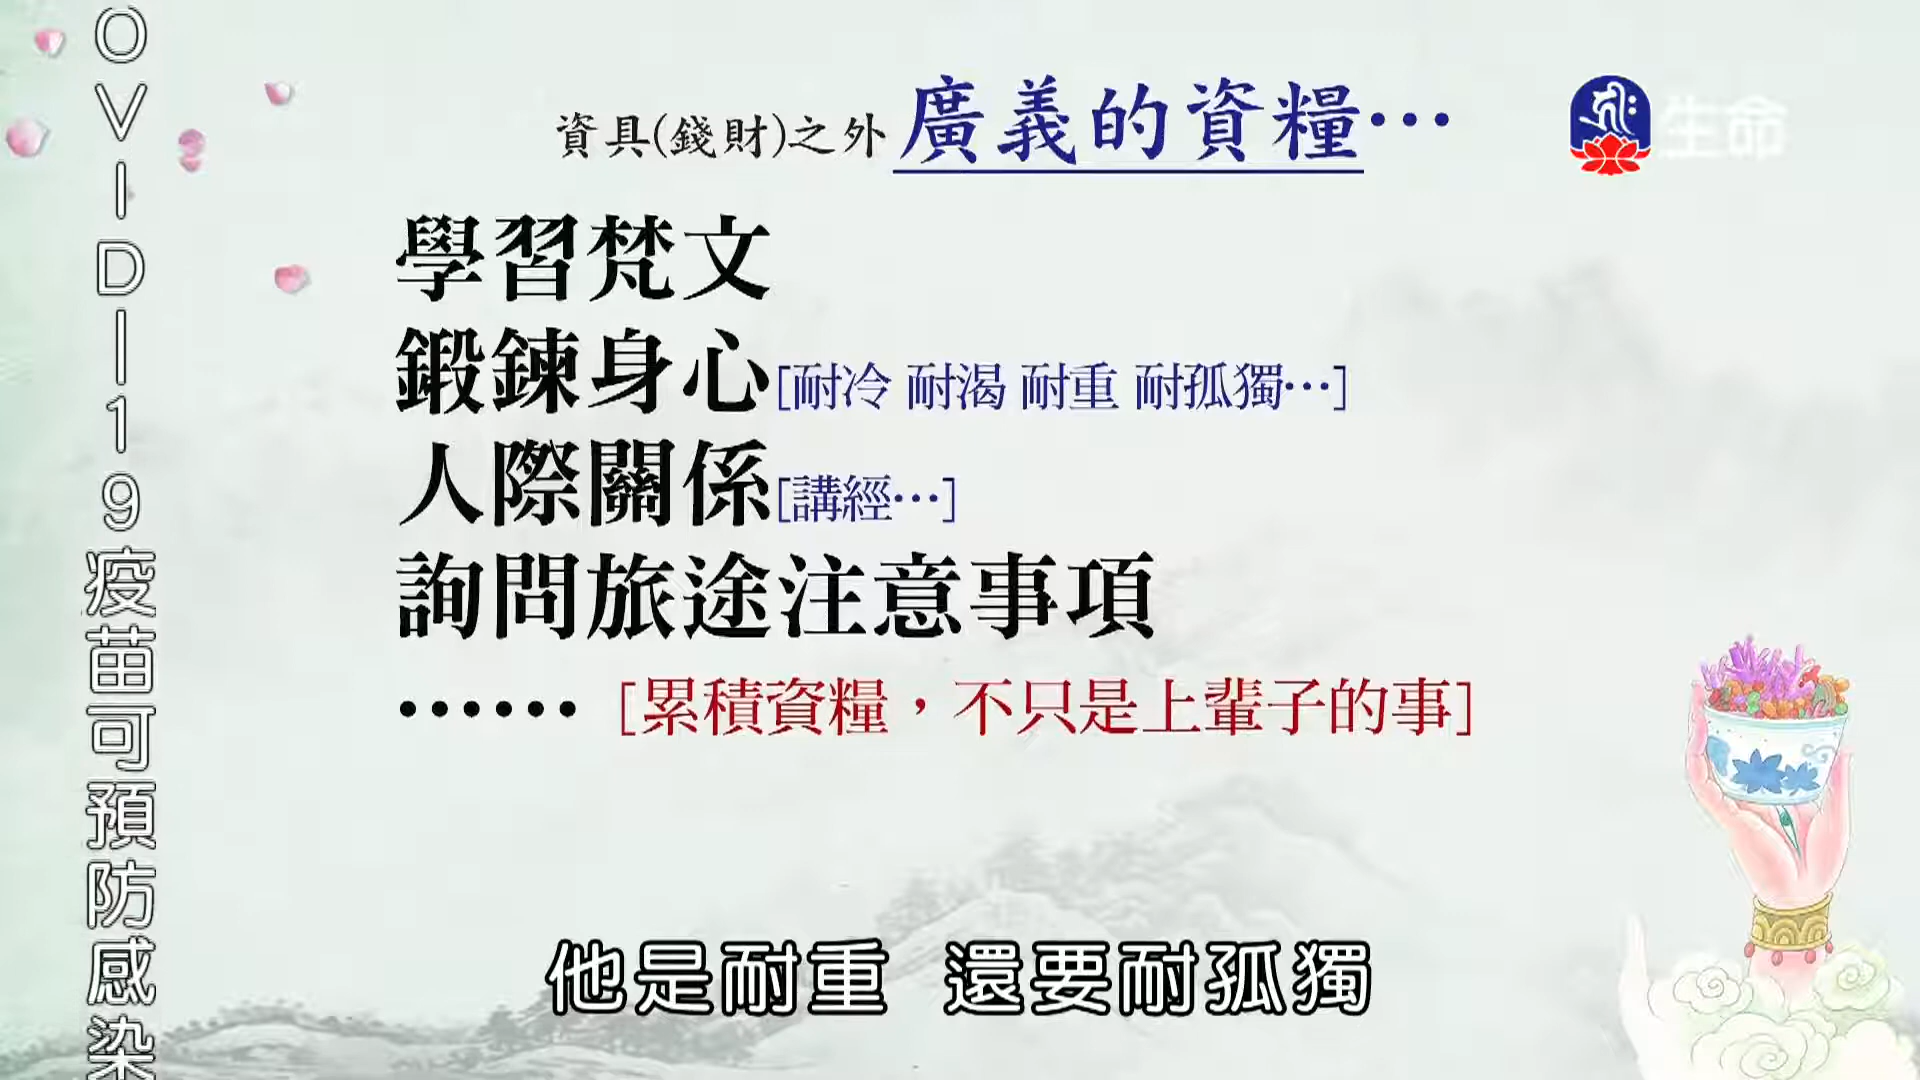 資具(錢財)之外廣義的資糧…
生命
學習梵文
鍛鍊身心[耐冷 耐渴 耐重 耐孤獨…]
人際關係[講經…]
詢問旅途注意事項
……[累積資糧，不只是上輩子的事]
他是耐重 還要耐孤獨
OVID-19疫苗可預防感染